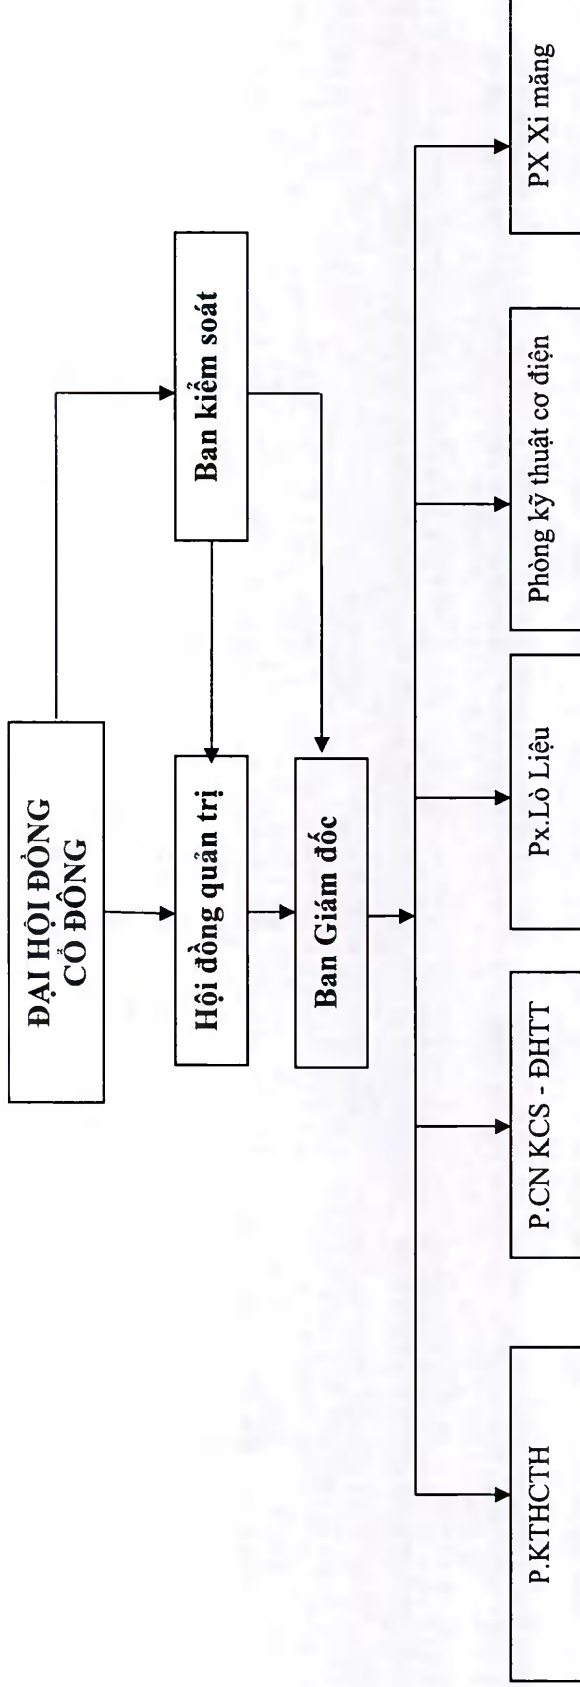 ĐẠI HỘI ĐỒNG
CỔ ĐÔNG
Hội đồng quản trị
Ban kiểm soát
Ban Giám đốc
P.KTHCTH
P.CN KCS - ĐHTT
Px.Lò Liệu
Phòng kỹ thuật cơ điện
PX Xi măng